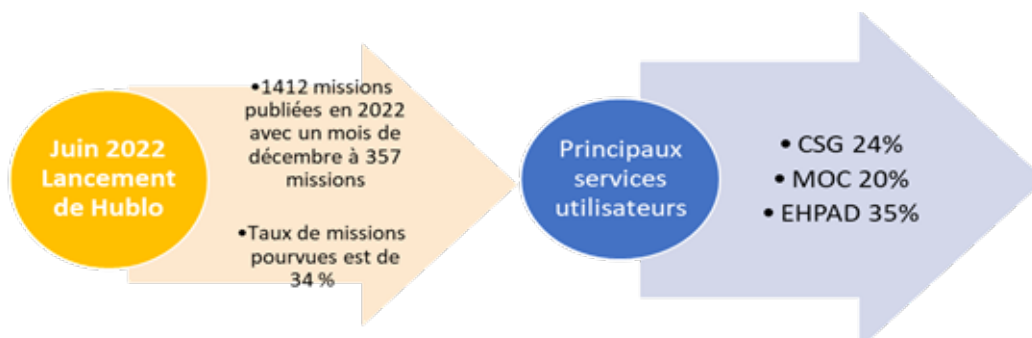 Juin 2022
Lancement
de Hublo
•1412 missions
publiées en 2022
avec un mois de
décembre à 357
missions
•Taux de missions
pourvues est de
34 %
Principaux
services
utilisateurs
• CSG 24%
• MOC 20%
• EHPAD 35%